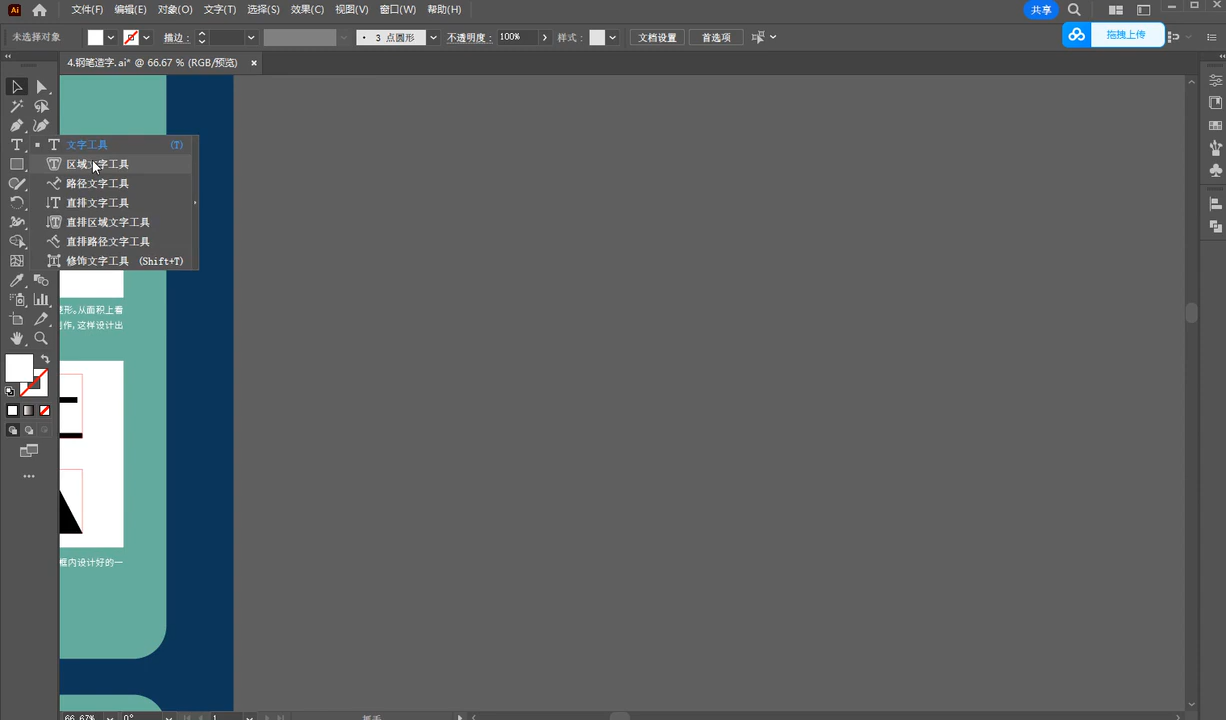 Ai 文件(F) 编辑(E) 对象(O) 文字(T) 选择(S) 效果(C) 视图(V) 窗口(W) 帮助(H) 共享
未选择对象 描边: 3 点圆形 不透明度: 100% 样式: 文档设置 首选项 拖拽上传
4.钢笔造字.ai* @ 66.67 % (RGB/预览) ×
文字工具 (T)
区域文字工具
路径文字工具
直排文字工具
直排区域文字工具
直排路径文字工具
修饰文字工具 (Shift+T)
形。从面积上看
作，这样设计出
框内设计好的一
66.67% 0° 1 抓手